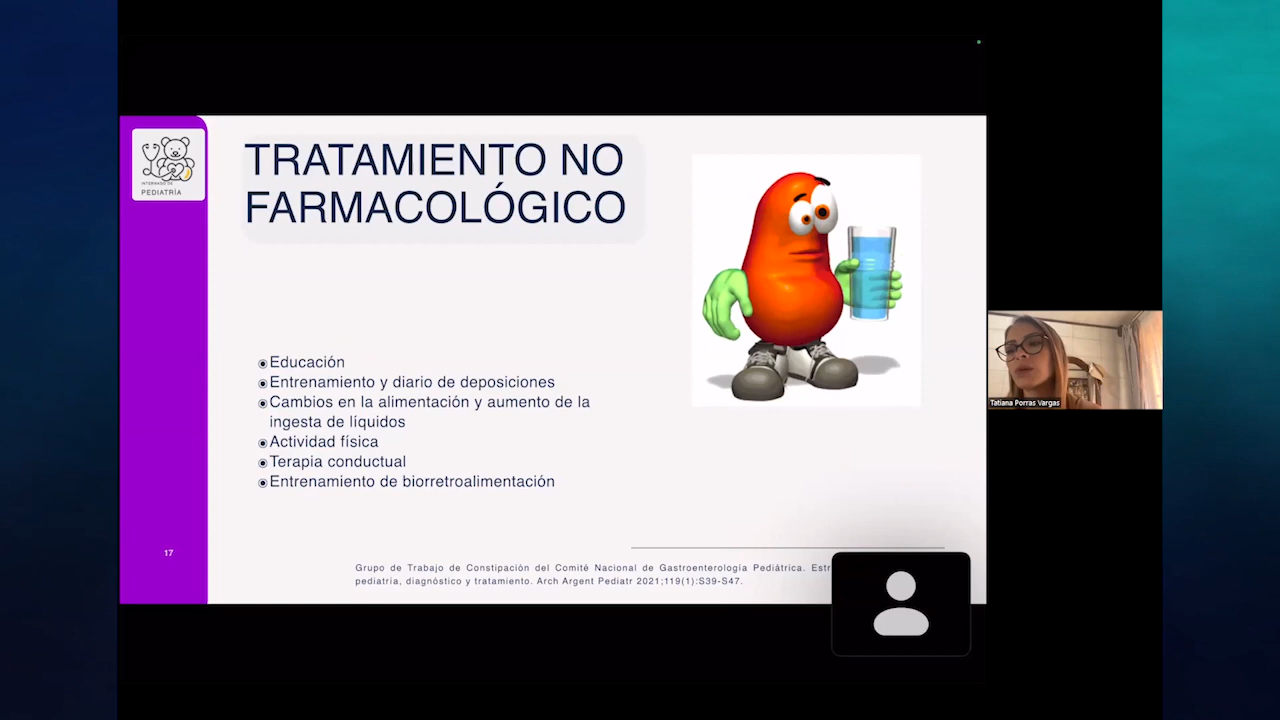 INTERNADO DE
PEDIATRÍA
TRATAMIENTO NO
FARMACOLÓGICO
Educación
Entrenamiento y diario de deposiciones
Cambios en la alimentación y aumento de la
ingesta de líquidos
Actividad física
Terapia conductual
Entrenamiento de biorretroalimentación
17
Grupo de Trabajo de Constipación del Comité Nacional de Gastroenterología Pediátrica.
pediatría, diagnóstico y tratamiento. Arch Argent Pediatr 2021;119(1):S39-S47.
Tatiana Porras Vargas